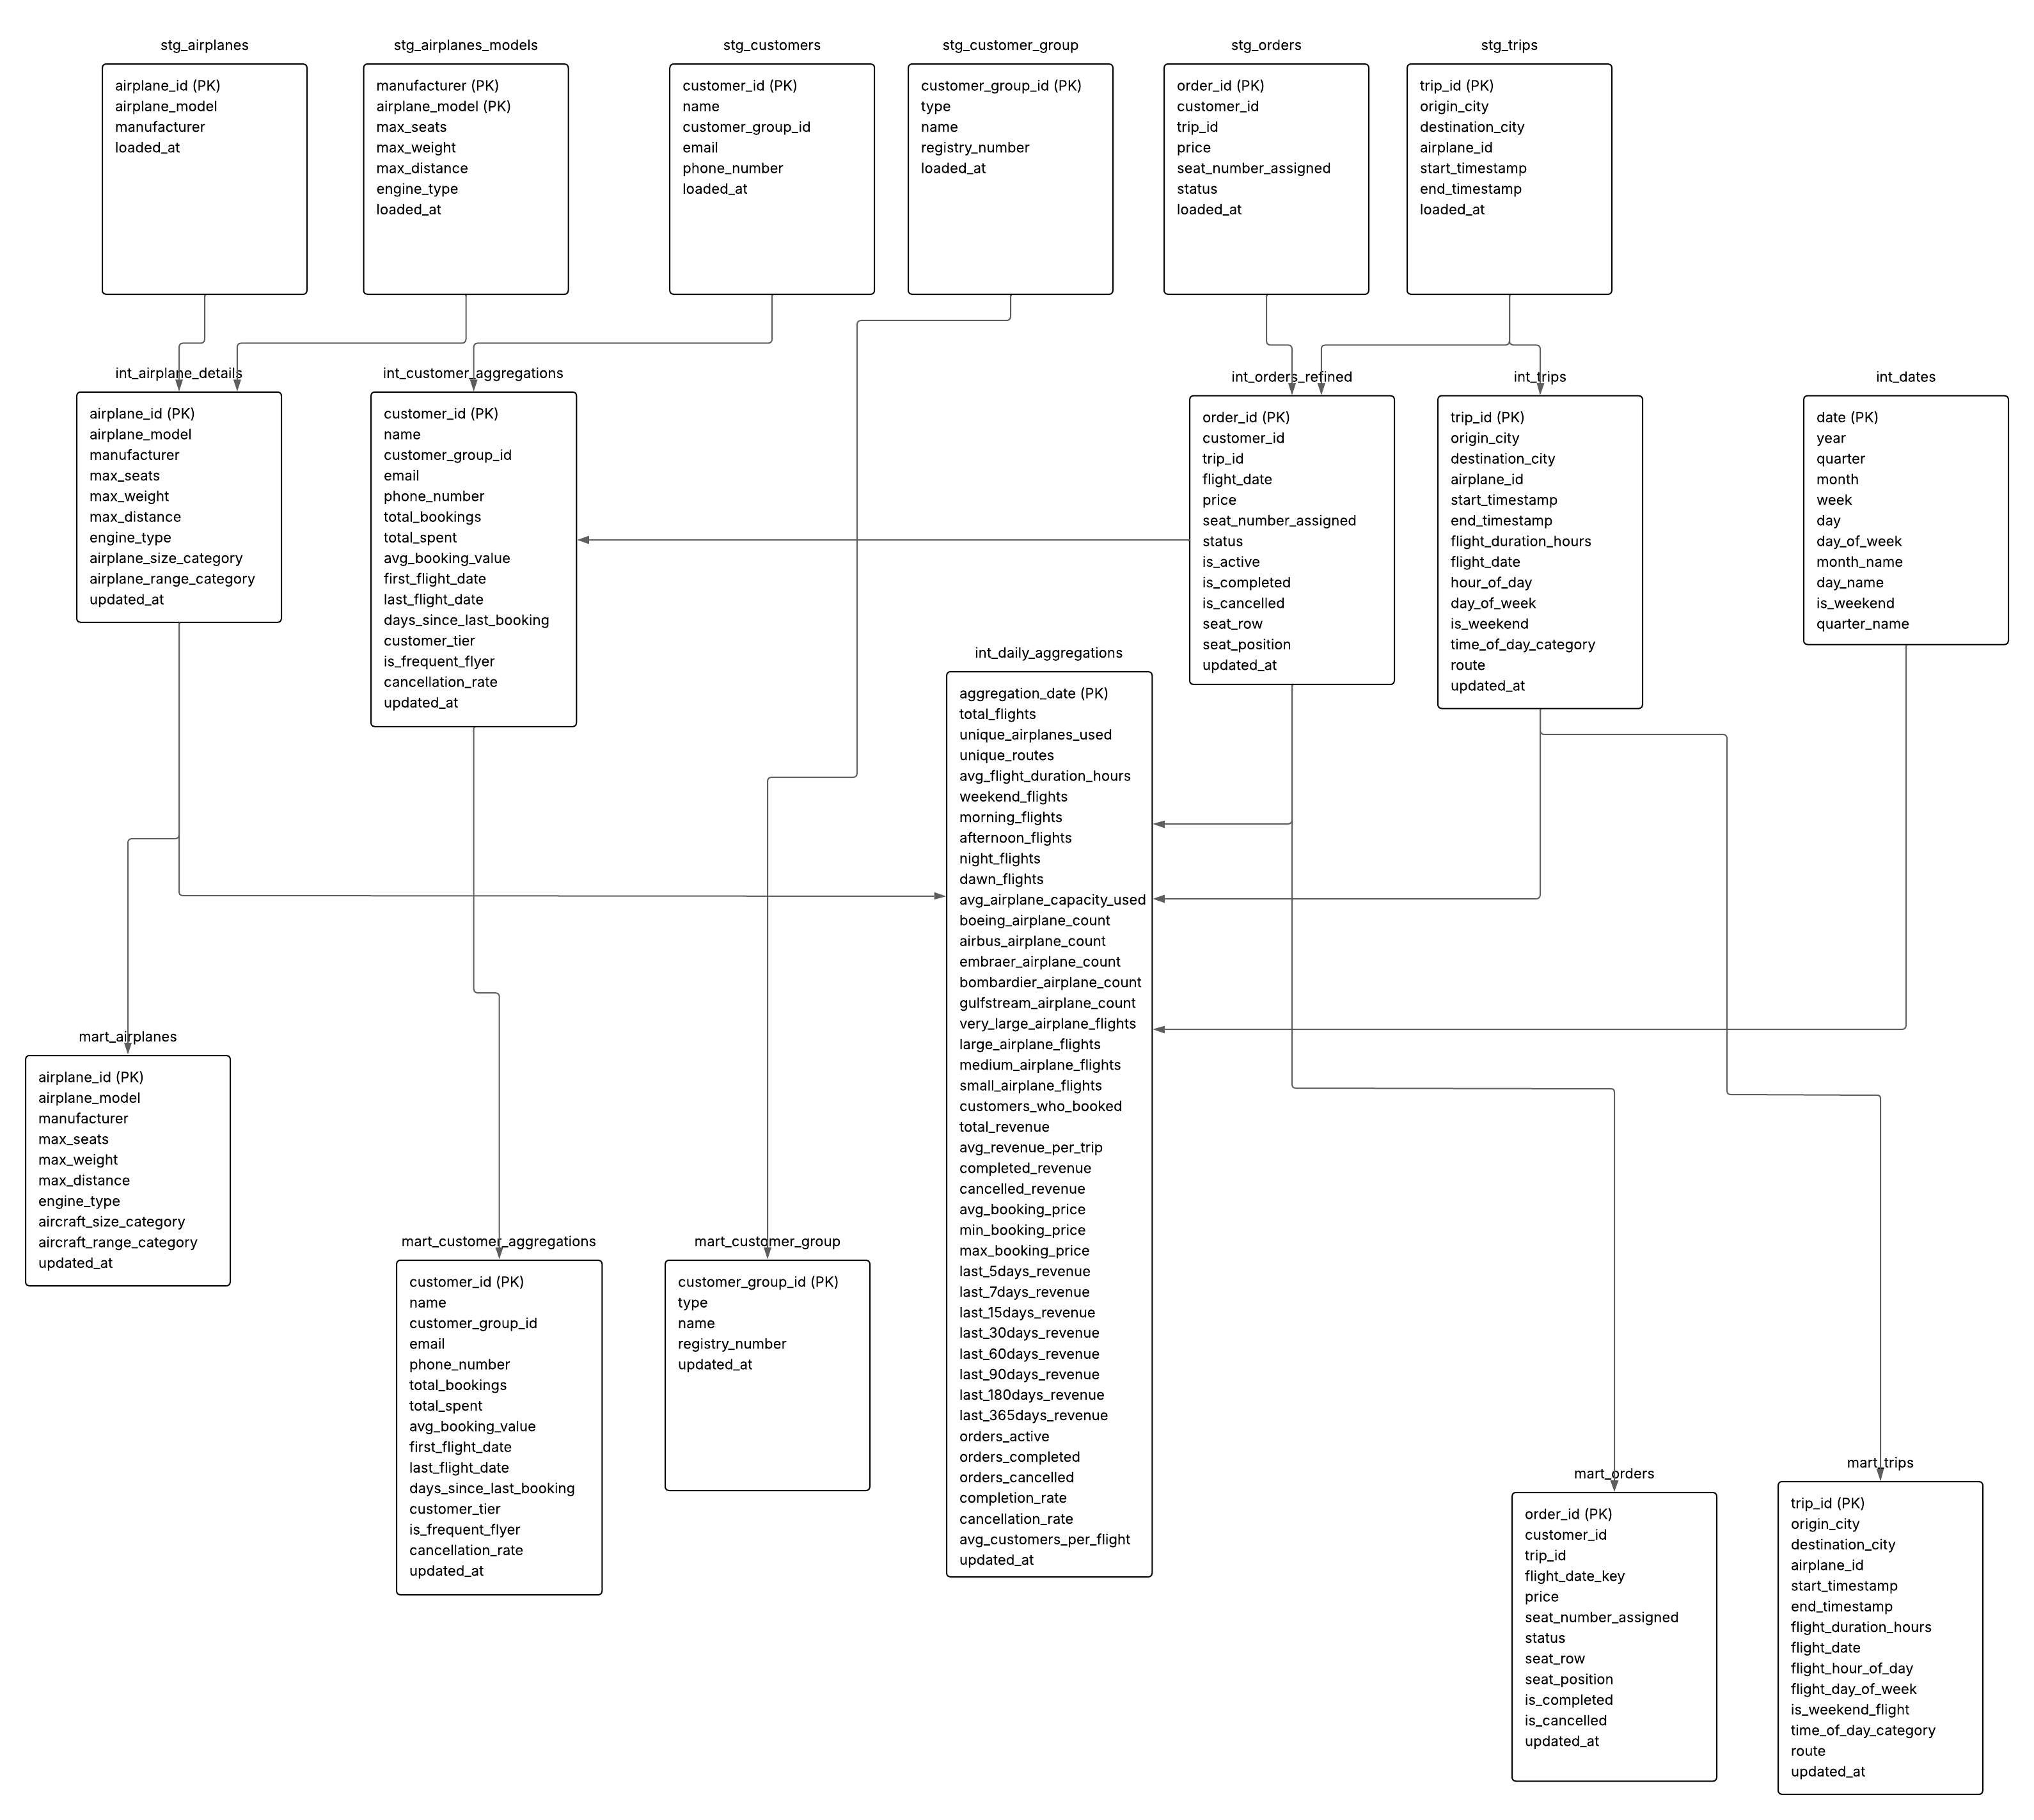 stg_airplanes
airplane_id (PK)
airplane_model
manufacturer
loaded_at
stg_airplanes_models
manufacturer (PK)
airplane_model (PK)
max_seats
max_weight
max_distance
engine_type
loaded_at
stg_customers
customer_id (PK)
name
customer_group_id
email
phone_number
loaded_at
stg_customer_group
customer_group_id (PK)
type
name
registry_number
loaded_at
stg_orders
order_id (PK)
customer_id
trip_id
price
seat_number_assigned
status
loaded_at
stg_trips
trip_id (PK)
origin_city
destination_city
airplane_id
start_timestamp
end_timestamp
loaded_at
int_airplane_details
airplane_id (PK)
airplane_model
manufacturer
max_seats
max_weight
max_distance
engine_type
airplane_size_category
airplane_range_category
updated_at
int_customer_aggregations
customer_id (PK)
name
customer_group_id
email
phone_number
total_bookings
total_spent
avg_booking_value
first_flight_date
last_flight_date
days_since_last_booking
customer_tier
is_frequent_flyer
cancellation_rate
updated_at
int_orders_refined
order_id (PK)
customer_id
trip_id
flight_date
price
seat_number_assigned
status
is_active
is_completed
is_cancelled
seat_row
seat_position
updated_at
int_trips
trip_id (PK)
origin_city
destination_city
airplane_id
start_timestamp
end_timestamp
flight_duration_hours
flight_date
hour_of_day
day_of_week
is_weekend
time_of_day_category
route
updated_at
int_dates
date (PK)
year
quarter
month
week
day
day_of_week
month_name
day_name
is_weekend
quarter_name
int_daily_aggregations
aggregation_date (PK)
total_flights
unique_airplanes_used
unique_routes
avg_flight_duration_hours
weekend_flights
morning_flights
afternoon_flights
night_flights
dawn_flights
avg_airplane_capacity_used
boeing_airplane_count
airbus_airplane_count
embraer_airplane_count
bombardier_airplane_count
gulfstream_airplane_count
very_large_airplane_flights
large_airplane_flights
medium_airplane_flights
small_airplane_flights
customers_who_booked
total_revenue
avg_revenue_per_trip
completed_revenue
cancelled_revenue
avg_booking_price
min_booking_price
max_booking_price
last_5days_revenue
last_7days_revenue
last_15days_revenue
last_30days_revenue
last_60days_revenue
last_90days_revenue
last_180days_revenue
last_365days_revenue
orders_active
orders_completed
orders_cancelled
completion_rate
cancellation_rate
avg_customers_per_flight
updated_at
mart_airplanes
airplane_id (PK)
airplane_model
manufacturer
max_seats
max_weight
max_distance
engine_type
aircraft_size_category
aircraft_range_category
updated_at
mart_customer_aggregations
customer_id (PK)
name
customer_group_id
email
phone_number
total_bookings
total_spent
avg_booking_value
first_flight_date
last_flight_date
days_since_last_booking
customer_tier
is_frequent_flyer
cancellation_rate
updated_at
mart_customer_group
customer_group_id (PK)
type
name
registry_number
updated_at
mart_orders
order_id (PK)
customer_id
trip_id
flight_date_key
price
seat_number_assigned
status
seat_row
seat_position
is_completed
is_cancelled
updated_at
mart_trips
trip_id (PK)
origin_city
destination_city
airplane_id
start_timestamp
end_timestamp
flight_duration_hours
flight_date
flight_hour_of_day
flight_day_of_week
is_weekend_flight
time_of_day_category
route
updated_at